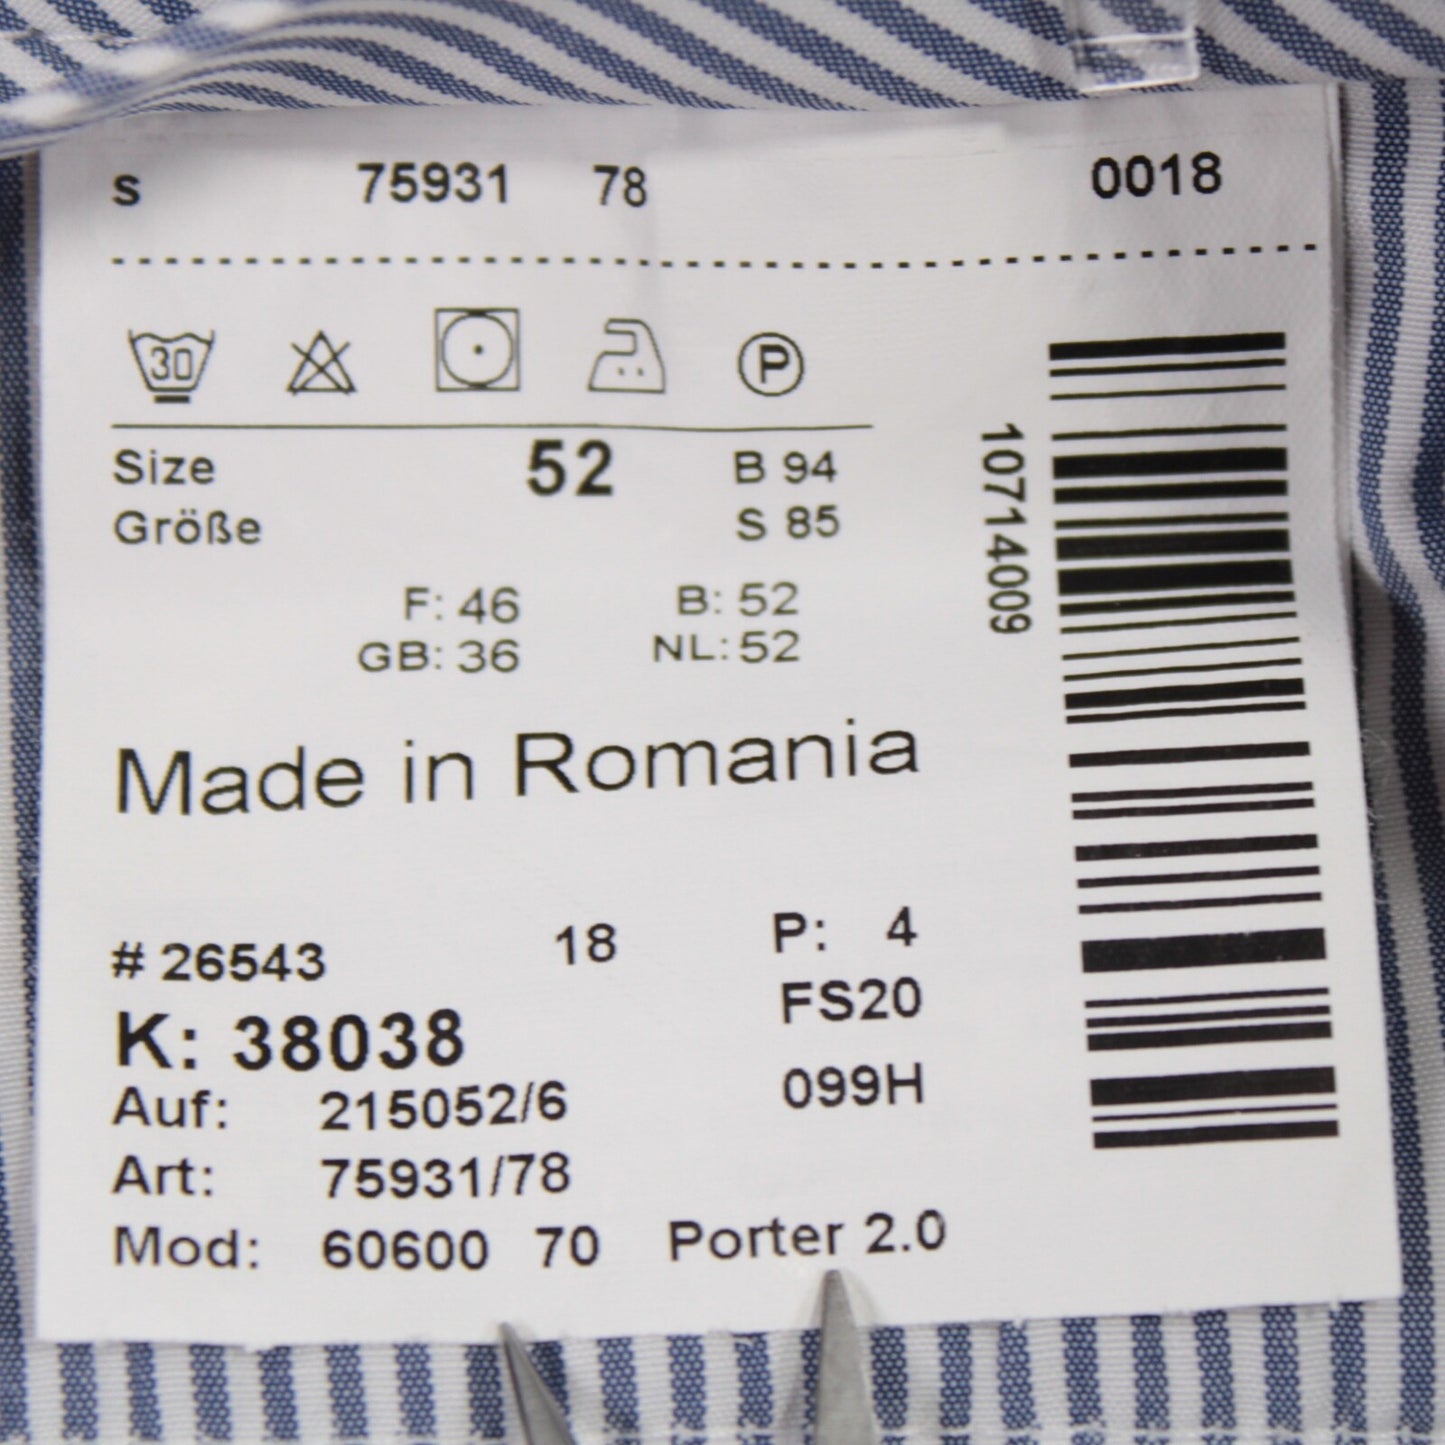 s 75931 78 0018
30 P
Size 52 B 94
Größe S 85
F: 46 B: 52
GB: 36 NL: 52
10714009
Made in Romania
# 26543 18 P: 4
K: 38038 FS20
Auf: 215052/6 099H
Art: 75931/78
Mod: 60600 70 Porter 2.0